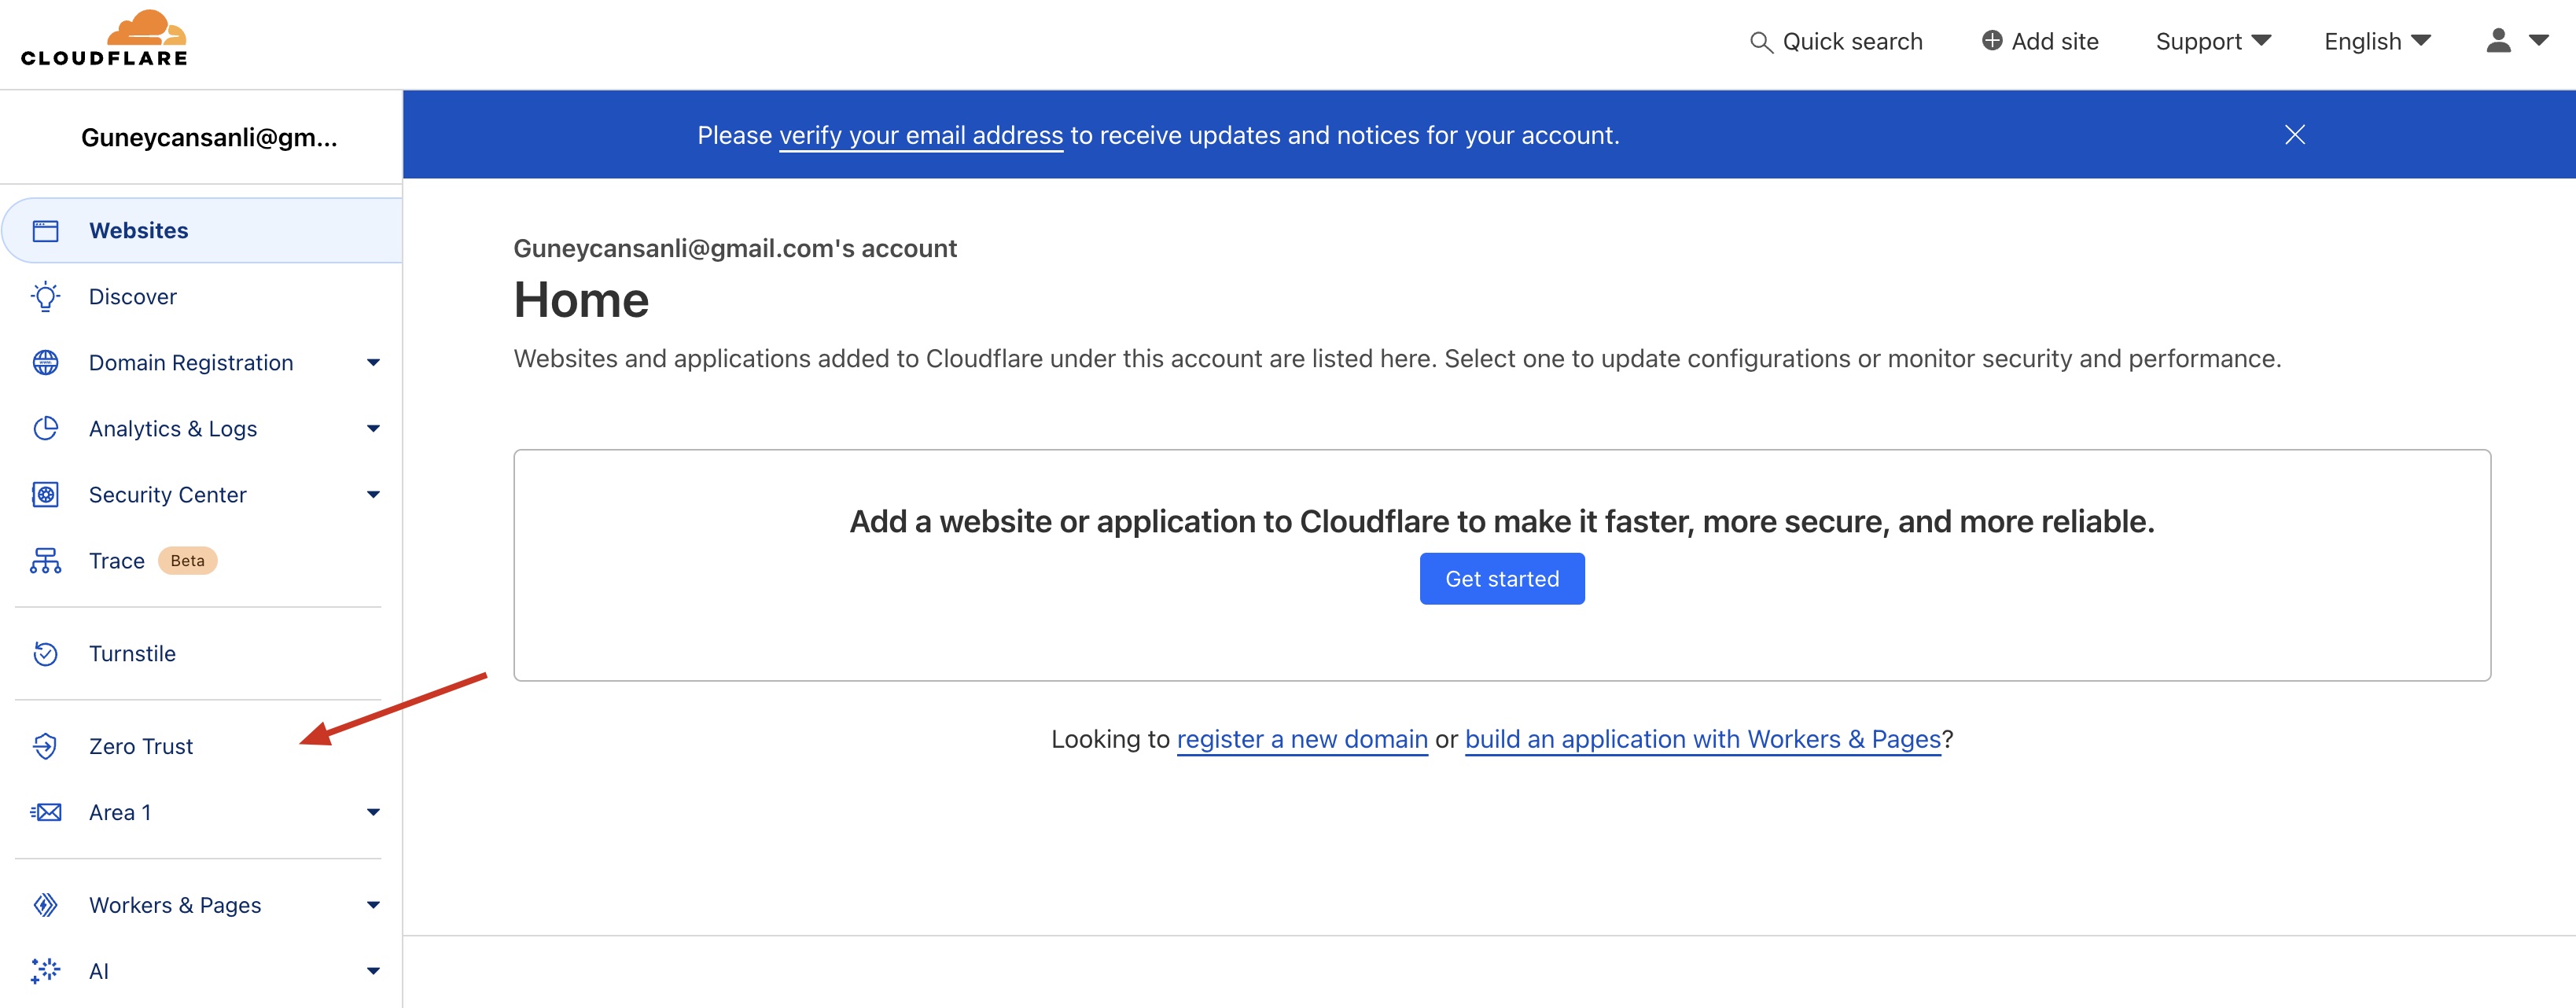 CLOUDFLARE
Quick search
Add site
Support
English
Guneycansanli@gm...
Please verify your email address to receive updates and notices for your account.
Websites
Discover
Domain Registration
Analytics & Logs
Security Center
Trace Beta
Turnstile
Zero Trust
Area 1
Workers & Pages
AI
Guneycansanli@gmail.com's account
Home
Websites and applications added to Cloudflare under this account are listed here. Select one to update configurations or monitor security and performance.
Add a website or application to Cloudflare to make it faster, more secure, and more reliable.
Get started
Looking to register a new domain or build an application with Workers & Pages?